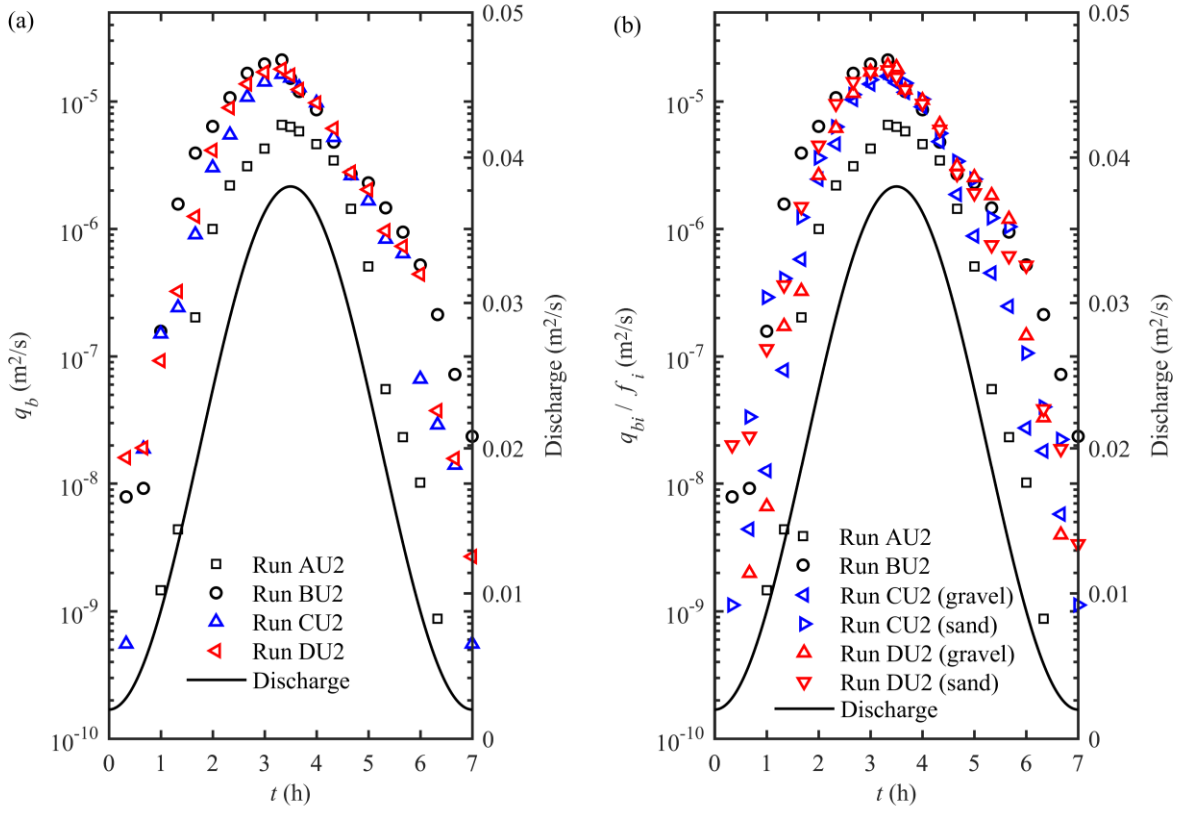 (a)
0.05
10⁻⁵
0.04
10⁻⁶
0.03
10⁻⁷
q_b (m²/s)
Discharge (m²/s)
0.02
10⁻⁸
Run AU2
Run BU2
0.01
10⁻⁹
Run CU2
Run DU2
Discharge
10⁻¹⁰
0
0 1 2 3 4 5 6 7
t (h)
(b)
0.05
10⁻⁵
0.04
10⁻⁶
0.03
10⁻⁷
q_bi / f_i (m²/s)
Discharge (m²/s)
0.02
10⁻⁸
Run AU2
Run BU2
Run CU2 (gravel)
0.01
10⁻⁹
Run CU2 (sand)
Run DU2 (gravel)
Run DU2 (sand)
Discharge
10⁻¹⁰
0
0 1 2 3 4 5 6 7
t (h)